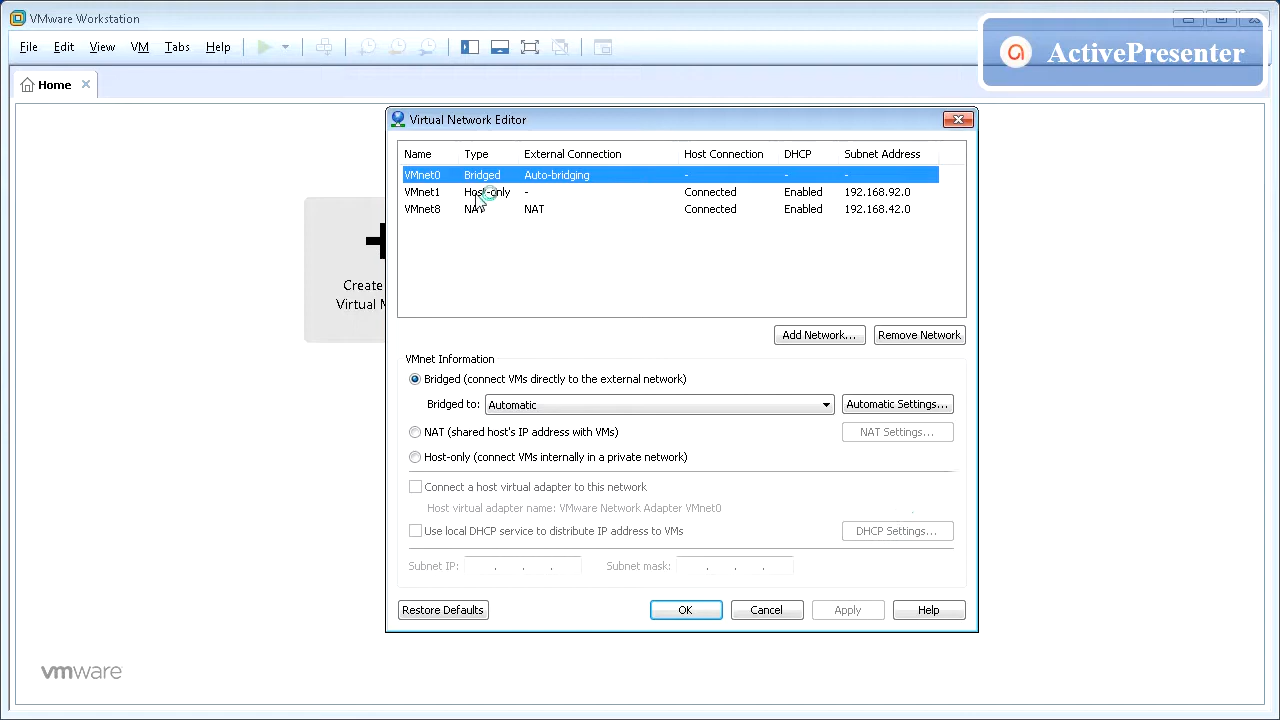 VMware Workstation
File Edit View VM Tabs Help
ActivePresenter
Home
Virtual Network Editor
Name Type External Connection Host Connection DHCP Subnet Address
VMnet0 Bridged Auto-bridging - - -
VMnet1 Host-only - Connected Enabled 192.168.92.0
VMnet8 NAT NAT Connected Enabled 192.168.42.0
Create
Virtual
Add Network... Remove Network
VMnet Information
Bridged (connect VMs directly to the external network)
Bridged to: Automatic Automatic Settings...
NAT (shared host's IP address with VMs) NAT Settings...
Host-only (connect VMs internally in a private network)
Connect a host virtual adapter to this network
Host virtual adapter name: VMware Network Adapter VMnet0
Use local DHCP service to distribute IP address to VMs DHCP Settings...
Subnet IP: . . . Subnet mask: . . .
Restore Defaults OK Cancel Apply Help
vmware